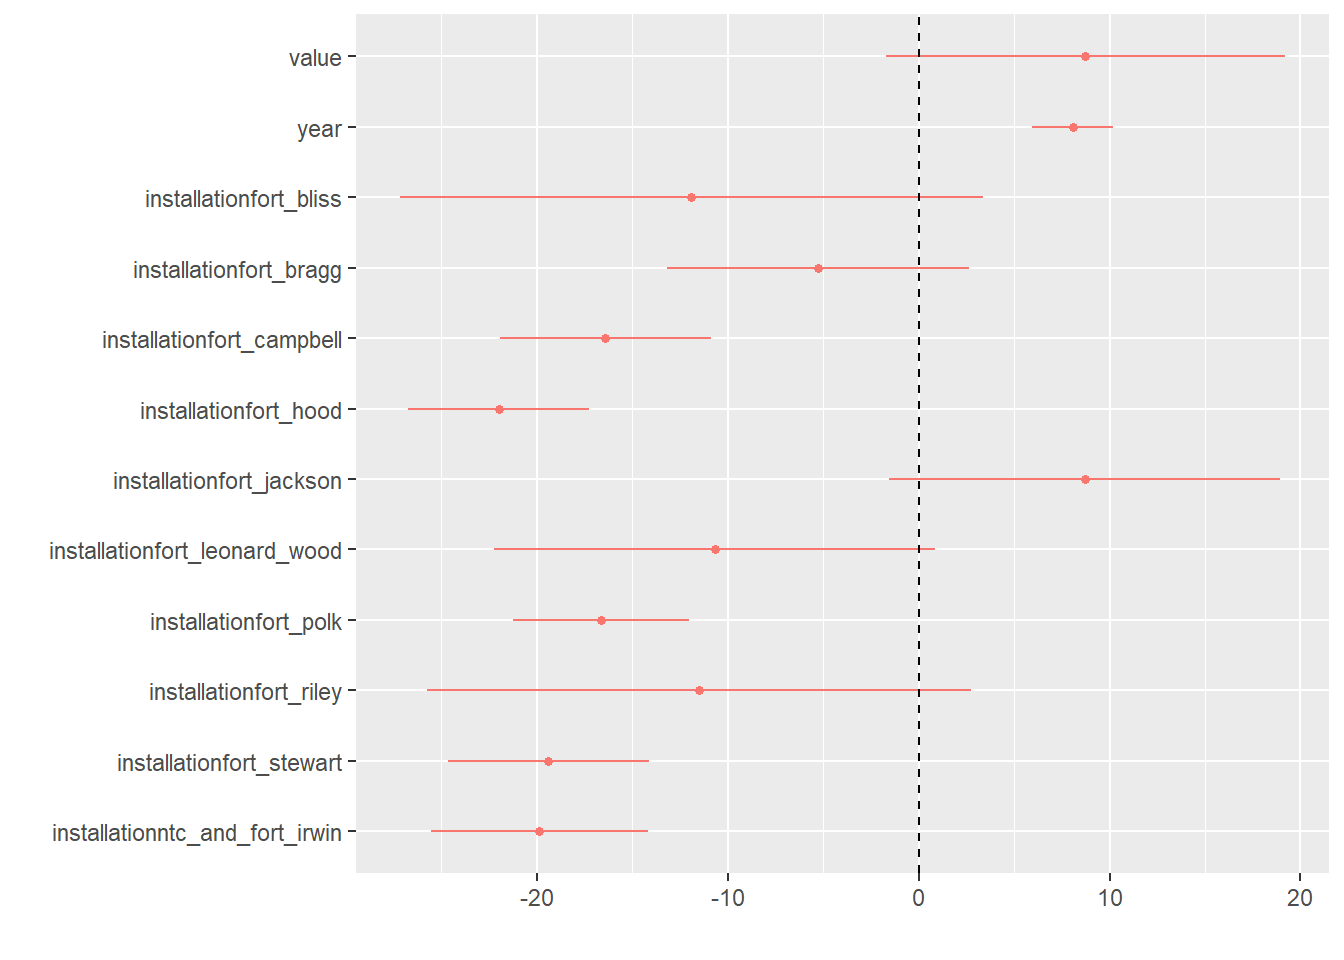 value
year
installationfort_bliss
installationfort_bragg
installationfort_campbell
installationfort_hood
installationfort_jackson
installationfort_leonard_wood
installationfort_polk
installationfort_riley
installationfort_stewart
installationntc_and_fort_irwin
-20 -10 0 10 20